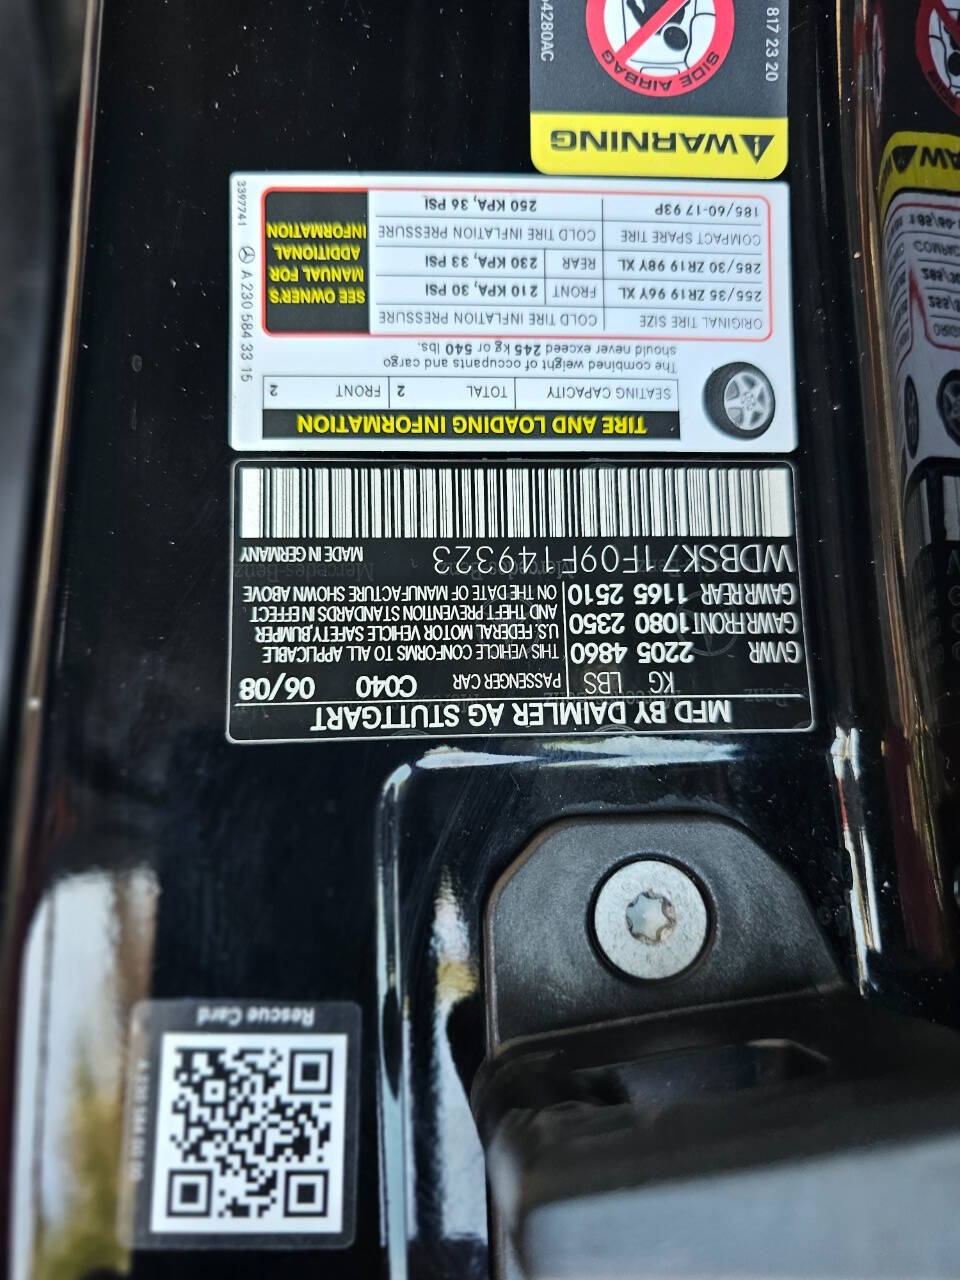 MFD BY DAIMLER AG STUTTGART
KG LBS PASSENGER CAR C040 06/08
GVWR 2205 4860 THIS VEHICLE CONFORMS TO ALL APPLICABLE
GAWR FRONT 1080 2350 U.S. FEDERAL MOTOR VEHICLE SAFETY, BUMPER
AND THEFT PREVENTION STANDARDS IN EFFECT
GAWR REAR 1165 2510 ON THE DATE OF MANUFACTURE SHOWN ABOVE
WDBSK71F09F149323 MADE IN GERMANY
TIRE AND LOADING INFORMATION
SEATING CAPACITY TOTAL 2 FRONT 2
The combined weight of occupants and cargo
should never exceed 245 kg or 540 lbs.
ORIGINAL TIRE SIZE COLD TIRE INFLATION PRESSURE
255/35 ZR19 96Y XL FRONT 210 KPA, 30 PSI
285/30 ZR19 98Y XL REAR 230 KPA, 33 PSI
COMPACT SPARE TIRE COLD TIRE INFLATION PRESSURE
185/60-17 93P 250 KPA, 36 PSI
SEE OWNER'S
MANUAL FOR
ADDITIONAL
INFORMATION
3397741 A 230 584 33 15
WARNING
SIDE AIRBAG
817 23 20
4280AC
Rescue Card